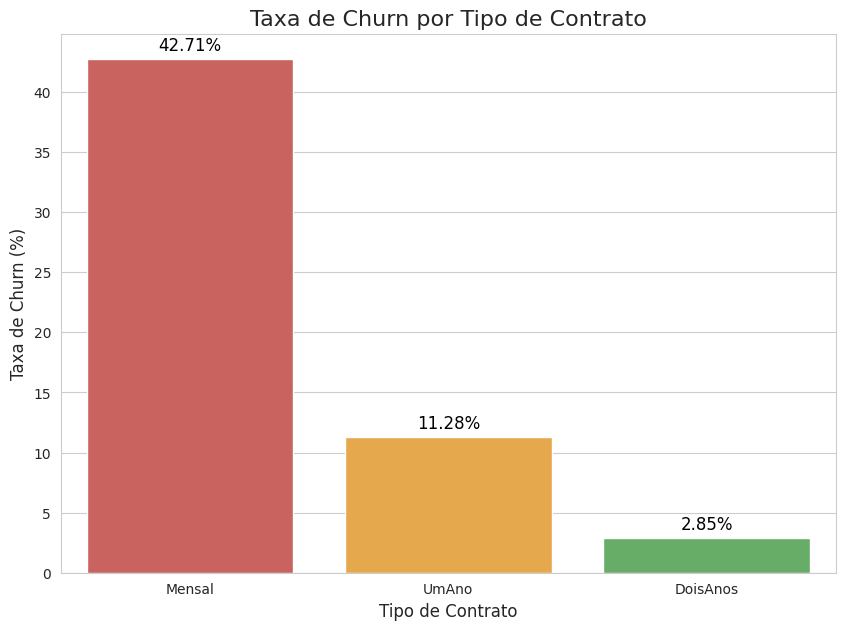 Taxa de Churn por Tipo de Contrato
42.71%
11.28%
2.85%
Taxa de Churn (%)
40
35
30
25
20
15
10
5
0
Mensal
UmAno
DoisAnos
Tipo de Contrato